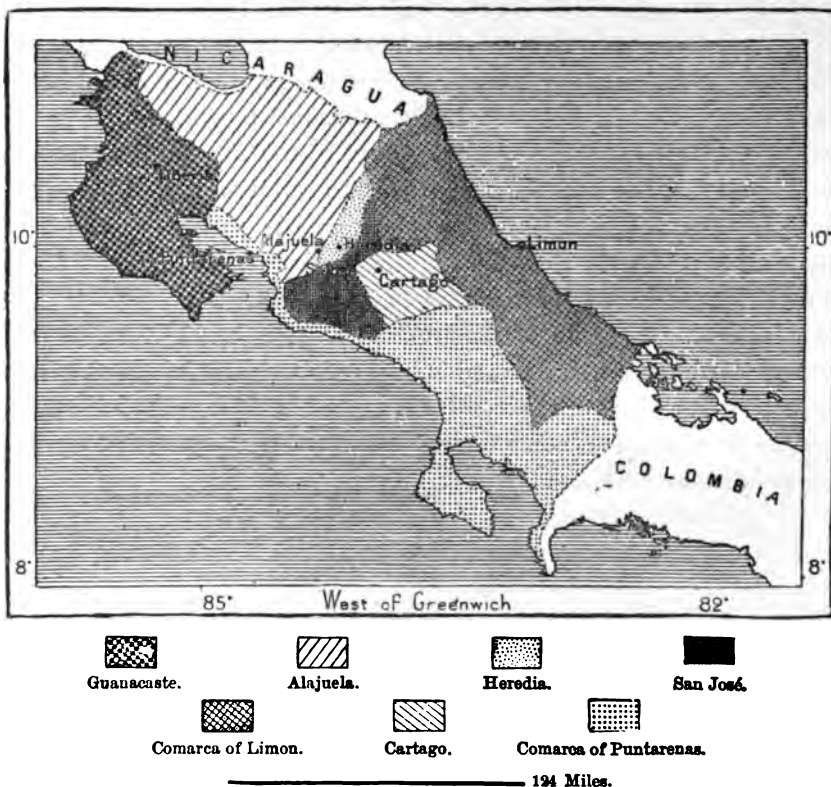 NICARAGUA
Liberia
10° 10°
Alajuela Heredia Limon
Puntarenas
Cartago
COLOMBIA
8° 8°
85° West of Greenwich 82°
Guanacaste. Alajuela. Heredia. San José.
Comarca of Limon. Cartago. Comarca of Puntarenas.
194 Miles.